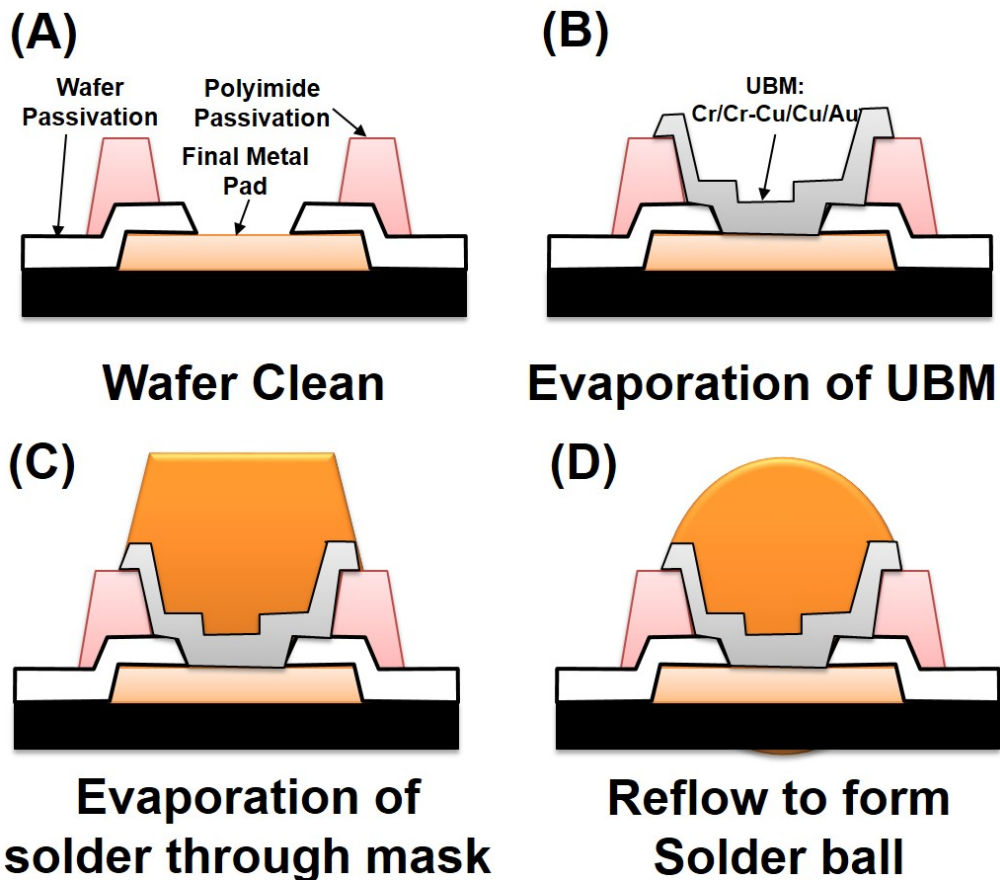 (A)
Wafer
Passivation
Polyimide
Passivation
Final Metal
Pad
Wafer Clean
(B)
UBM:
Cr/Cr-Cu/Cu/Au
Evaporation of UBM
(C)
Evaporation of
solder through mask
(D)
Reflow to form
Solder ball